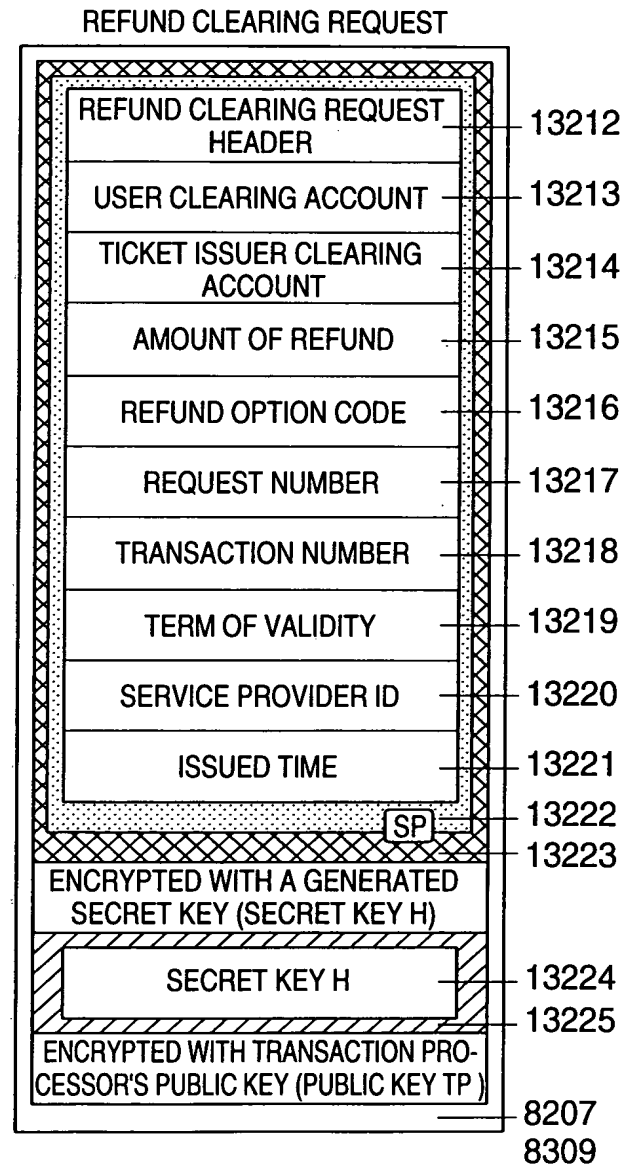 REFUND CLEARING REQUEST
REFUND CLEARING REQUEST
HEADER
13212
USER CLEARING ACCOUNT
13213
TICKET ISSUER CLEARING
ACCOUNT
13214
AMOUNT OF REFUND
13215
REFUND OPTION CODE
13216
REQUEST NUMBER
13217
TRANSACTION NUMBER
13218
TERM OF VALIDITY
13219
SERVICE PROVIDER ID
13220
ISSUED TIME
13221
SP
13222
13223
ENCRYPTED WITH A GENERATED
SECRET KEY (SECRET KEY H)
SECRET KEY H
13224
13225
ENCRYPTED WITH TRANSACTION PRO-
CESSOR'S PUBLIC KEY (PUBLIC KEY TP )
8207
8309